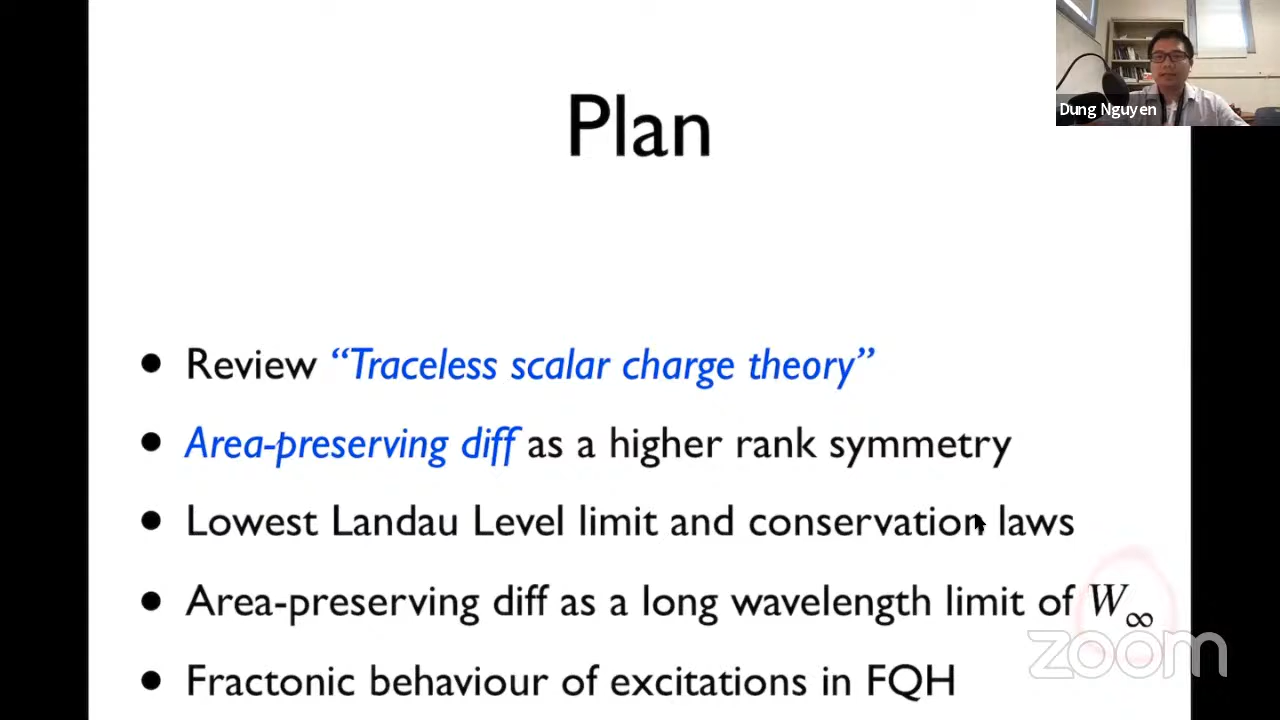 Plan
Dung Nguyen
• Review “Traceless scalar charge theory”
• Area-preserving diff as a higher rank symmetry
• Lowest Landau Level limit and conservation laws
• Area-preserving diff as a long wavelength limit of W∞
zoom
• Fractonic behaviour of excitations in FQH